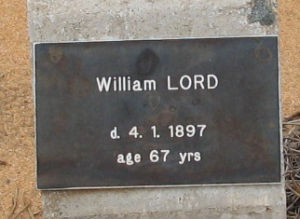 William LORD
d. 4. 1. 1897
age 67 yrs